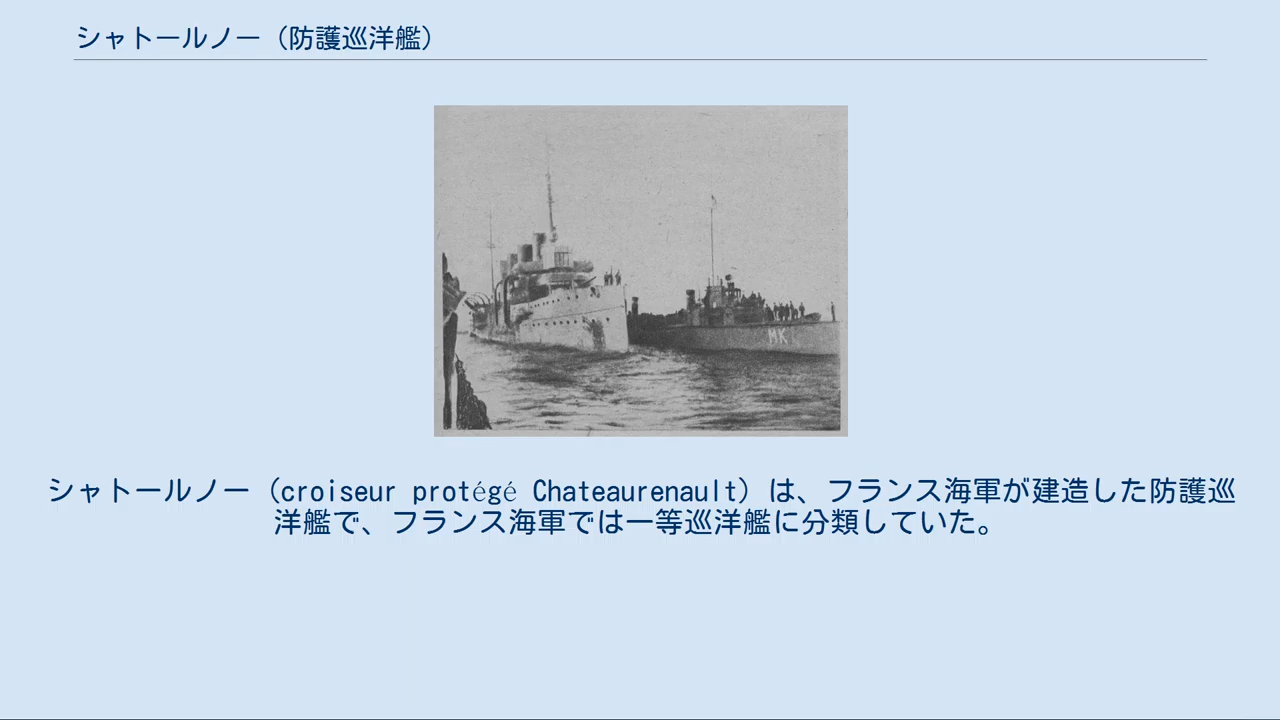 シャトールノー（防護巡洋艦）
MK
シャトールノー（croiseur protégé Chateaurenault）は、フランス海軍が建造した防護巡
洋艦で、フランス海軍では一等巡洋艦に分類していた。